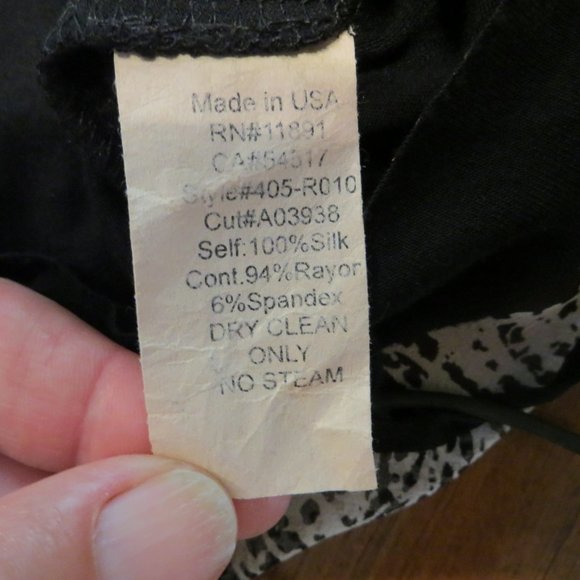 Made in USA
RN#11891
CA#54517
Style#405-R010
Cut#A03938
Self:100%Silk
Cont.94%Rayon
6%Spandex
DRY CLEAN
ONLY
NO STEAM